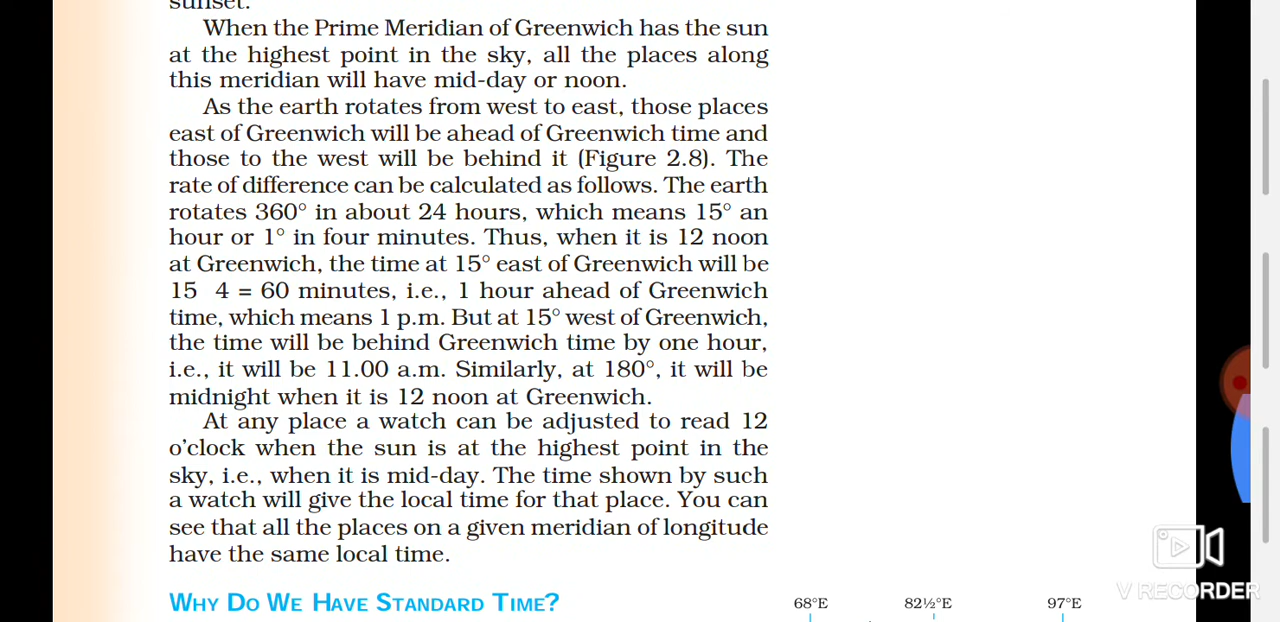 sunset.
When the Prime Meridian of Greenwich has the sun
at the highest point in the sky, all the places along
this meridian will have mid-day or noon.
As the earth rotates from west to east, those places
east of Greenwich will be ahead of Greenwich time and
those to the west will be behind it (Figure 2.8). The
rate of difference can be calculated as follows. The earth
rotates 360° in about 24 hours, which means 15° an
hour or 1° in four minutes. Thus, when it is 12 noon
at Greenwich, the time at 15° east of Greenwich will be
15 4 = 60 minutes, i.e., 1 hour ahead of Greenwich
time, which means 1 p.m. But at 15° west of Greenwich,
the time will be behind Greenwich time by one hour,
i.e., it will be 11.00 a.m. Similarly, at 180°, it will be
midnight when it is 12 noon at Greenwich.
At any place a watch can be adjusted to read 12
o’clock when the sun is at the highest point in the
sky, i.e., when it is mid-day. The time shown by such
a watch will give the local time for that place. You can
see that all the places on a given meridian of longitude
have the same local time.
WHY DO WE HAVE STANDARD TIME?
68°E 82½°E 97°E
V RECORDER